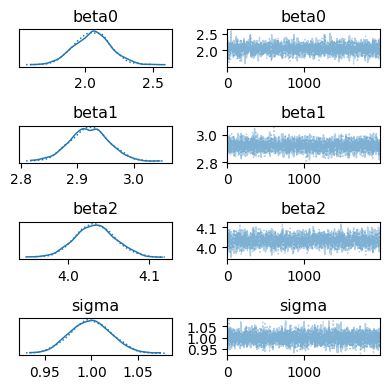 beta0 beta0
2.5
2.0
2.0 2.5 0 1000
beta1 beta1
3.0
2.8
2.8 2.9 3.0 0 1000
beta2 beta2
4.1
4.0
4.0 4.1 0 1000
sigma sigma
1.05
1.00
0.95
0.95 1.00 1.05 0 1000